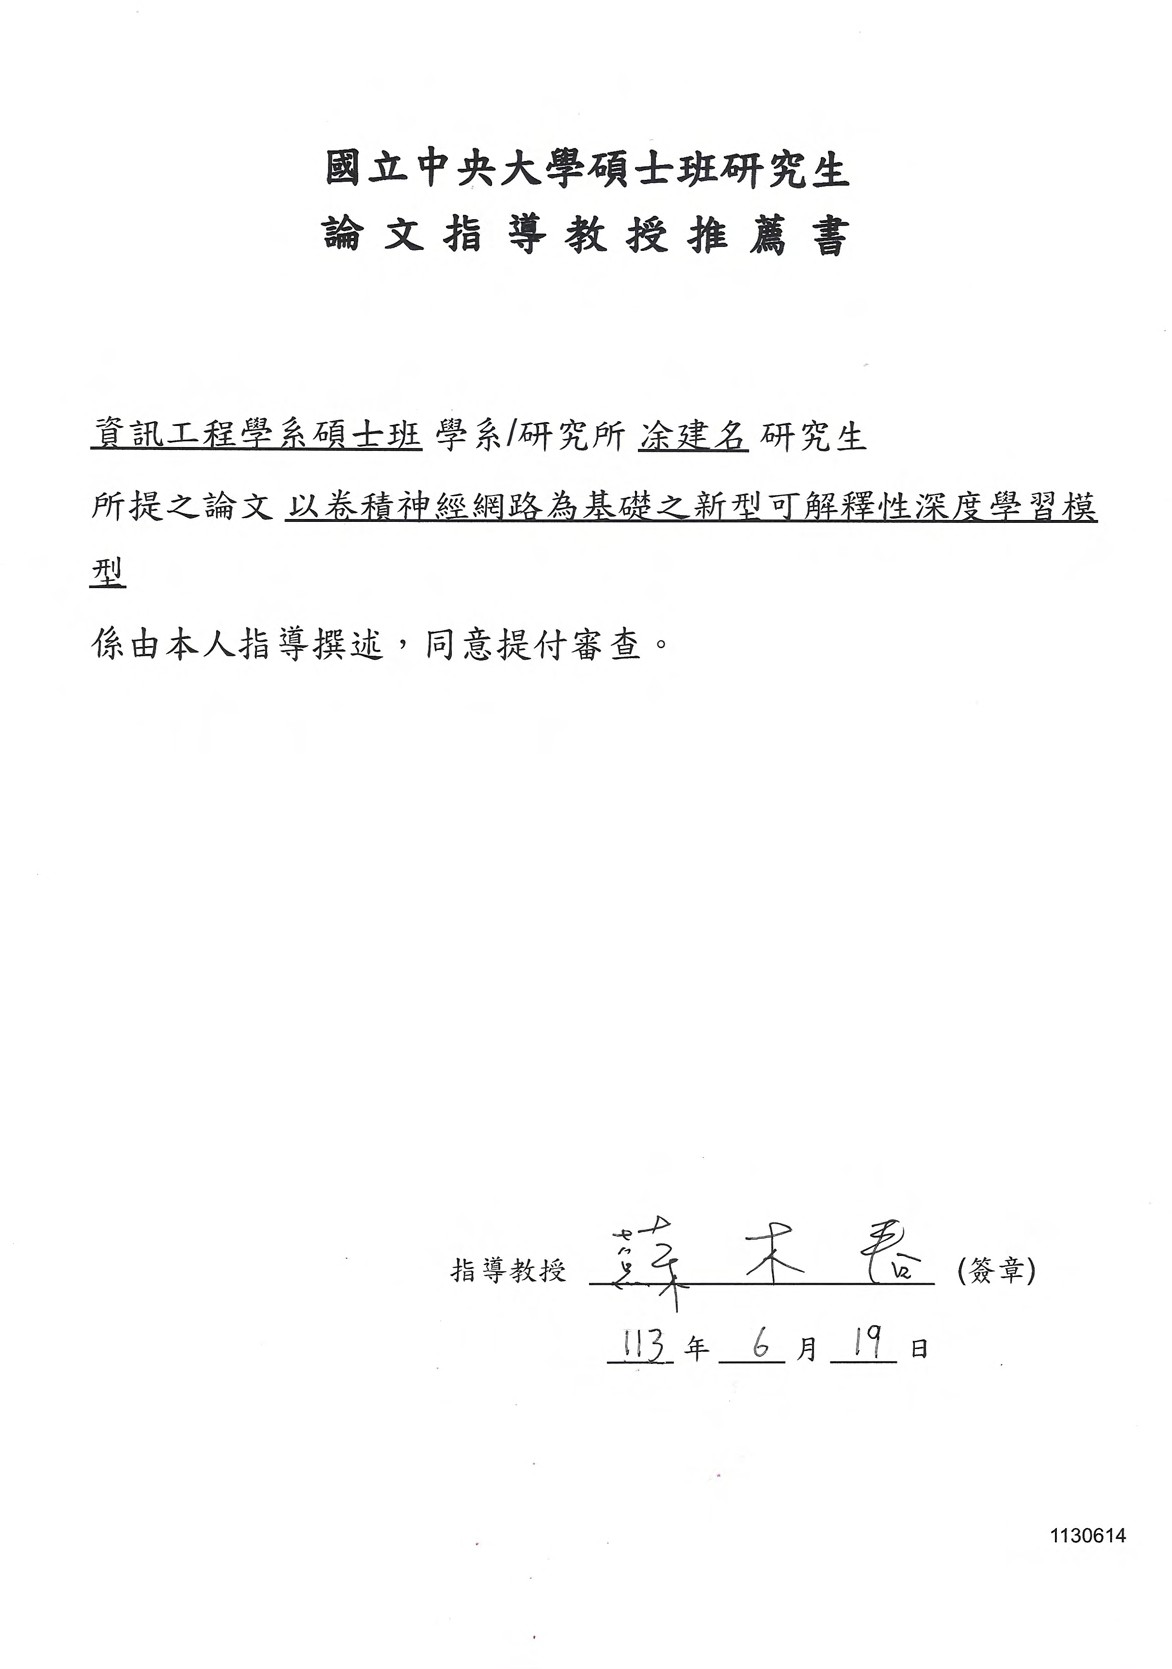 國立中央大學碩士班研究生
論文指導教授推薦書
資訊工程學系碩士班 學系/研究所 凃建名 研究生
所提之論文 以卷積神經網路為基礎之新型可解釋性深度學習模
型
係由本人指導撰述，同意提付審查。
指導教授 蘇木春 (簽章)
113 年 6 月 19 日
1130614